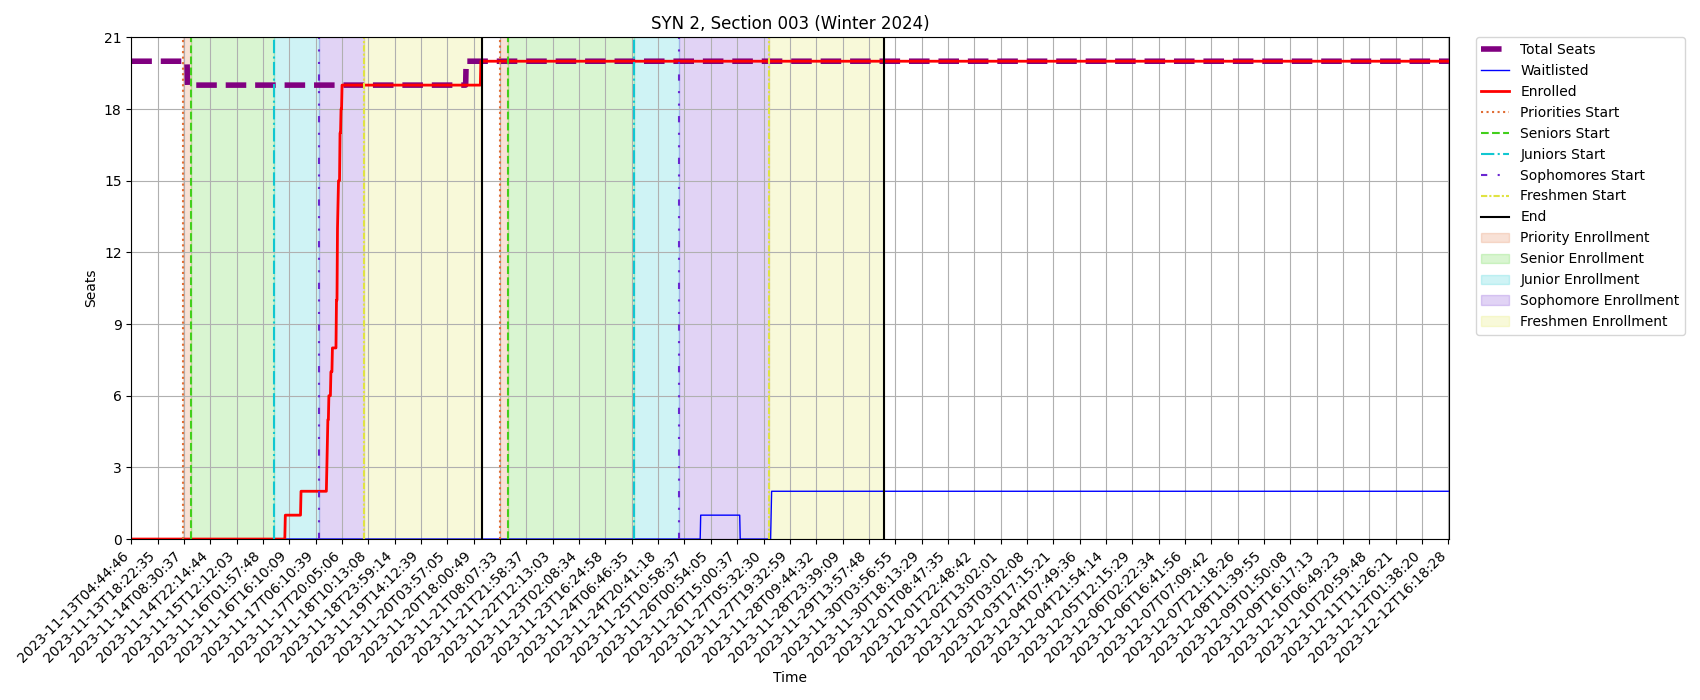 SYN 2, Section 003 (Winter 2024)
21
18
15
12
9
6
3
0
Seats
2023-11-13T04:44:46
2023-11-13T18:22:35
2023-11-14T08:30:37
2023-11-14T22:14:44
2023-11-15T12:12:03
2023-11-16T01:57:48
2023-11-16T16:10:09
2023-11-17T06:10:39
2023-11-17T20:05:06
2023-11-18T10:13:08
2023-11-18T23:59:14
2023-11-19T14:12:39
2023-11-20T03:57:05
2023-11-20T18:00:49
2023-11-21T08:07:33
2023-11-21T21:58:37
2023-11-22T12:13:03
2023-11-23T02:08:34
2023-11-23T16:24:58
2023-11-24T06:46:35
2023-11-24T20:41:18
2023-11-25T10:58:37
2023-11-26T00:54:05
2023-11-26T15:00:37
2023-11-27T05:32:30
2023-11-27T19:32:59
2023-11-28T09:44:32
2023-11-28T23:39:09
2023-11-29T13:57:48
2023-11-30T03:56:55
2023-11-30T18:13:29
2023-12-01T08:47:35
2023-12-01T22:48:42
2023-12-02T13:02:01
2023-12-03T03:02:08
2023-12-03T17:15:21
2023-12-04T07:49:36
2023-12-04T21:54:14
2023-12-05T12:15:29
2023-12-06T02:22:34
2023-12-06T16:41:56
2023-12-07T07:09:42
2023-12-07T21:18:26
2023-12-08T11:39:55
2023-12-09T01:50:08
2023-12-09T16:17:13
2023-12-10T06:49:23
2023-12-10T20:59:48
2023-12-11T11:26:21
2023-12-12T01:38:20
2023-12-12T16:18:28
Time
Total Seats
Waitlisted
Enrolled
Priorities Start
Seniors Start
Juniors Start
Sophomores Start
Freshmen Start
End
Priority Enrollment
Senior Enrollment
Junior Enrollment
Sophomore Enrollment
Freshmen Enrollment